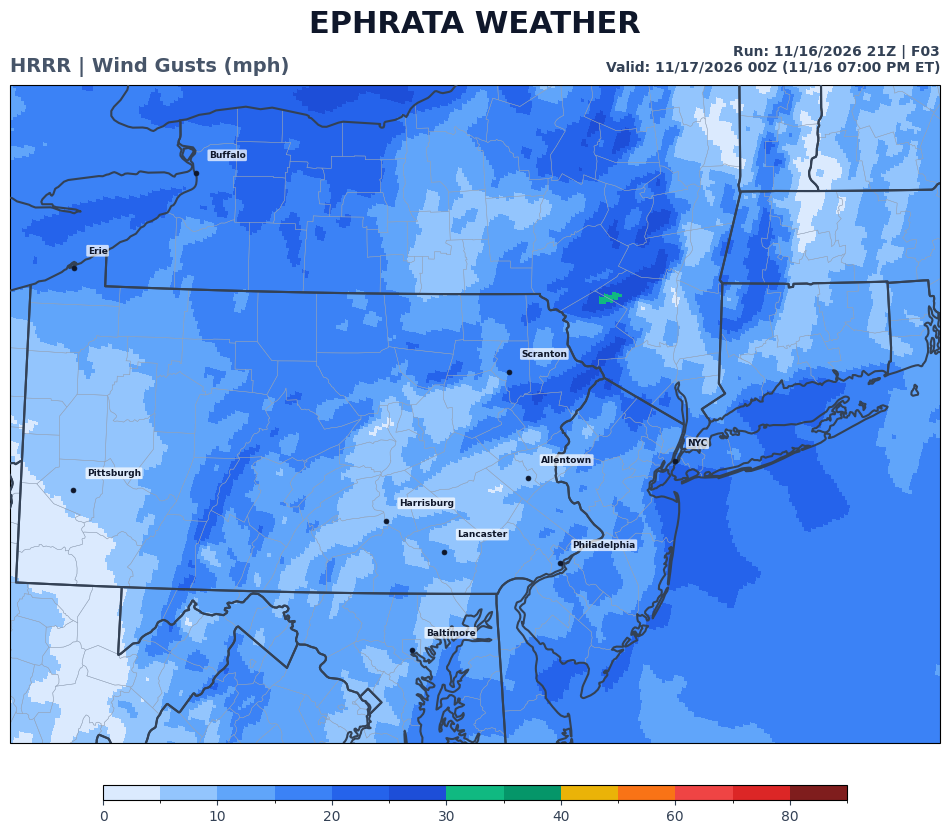 EPHRATA WEATHER
HRRR | Wind Gusts (mph)
Run: 11/16/2026 21Z | F03
Valid: 11/17/2026 00Z (11/16 07:00 PM ET)
Buffalo
Erie
Scranton
NYC
Allentown
Pittsburgh
Harrisburg
Lancaster
Philadelphia
Baltimore
0 10 20 30 40 60 80